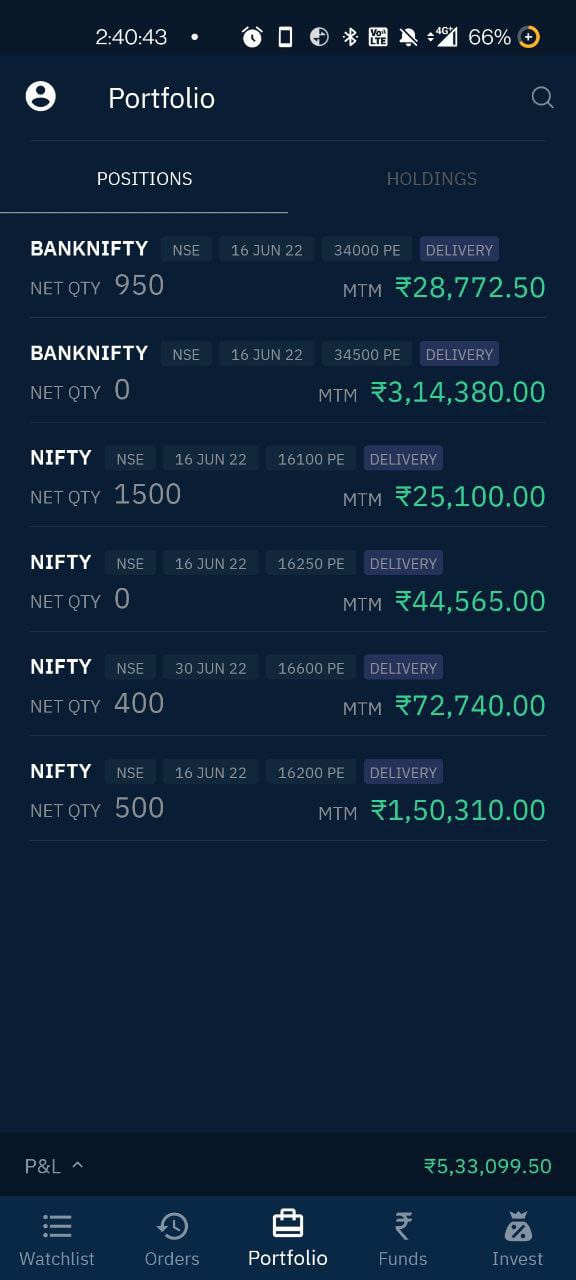 2:40:43 • Vo LTE 4G+ 66%
Portfolio
POSITIONS HOLDINGS
BANKNIFTY NSE 16 JUN 22 34000 PE DELIVERY
NET QTY 950 MTM ₹28,772.50
BANKNIFTY NSE 16 JUN 22 34500 PE DELIVERY
NET QTY 0 MTM ₹3,14,380.00
NIFTY NSE 16 JUN 22 16100 PE DELIVERY
NET QTY 1500 MTM ₹25,100.00
NIFTY NSE 16 JUN 22 16250 PE DELIVERY
NET QTY 0 MTM ₹44,565.00
NIFTY NSE 30 JUN 22 16600 PE DELIVERY
NET QTY 400 MTM ₹72,740.00
NIFTY NSE 16 JUN 22 16200 PE DELIVERY
NET QTY 500 MTM ₹1,50,310.00
P&L ₹5,33,099.50
Watchlist Orders Portfolio Funds Invest